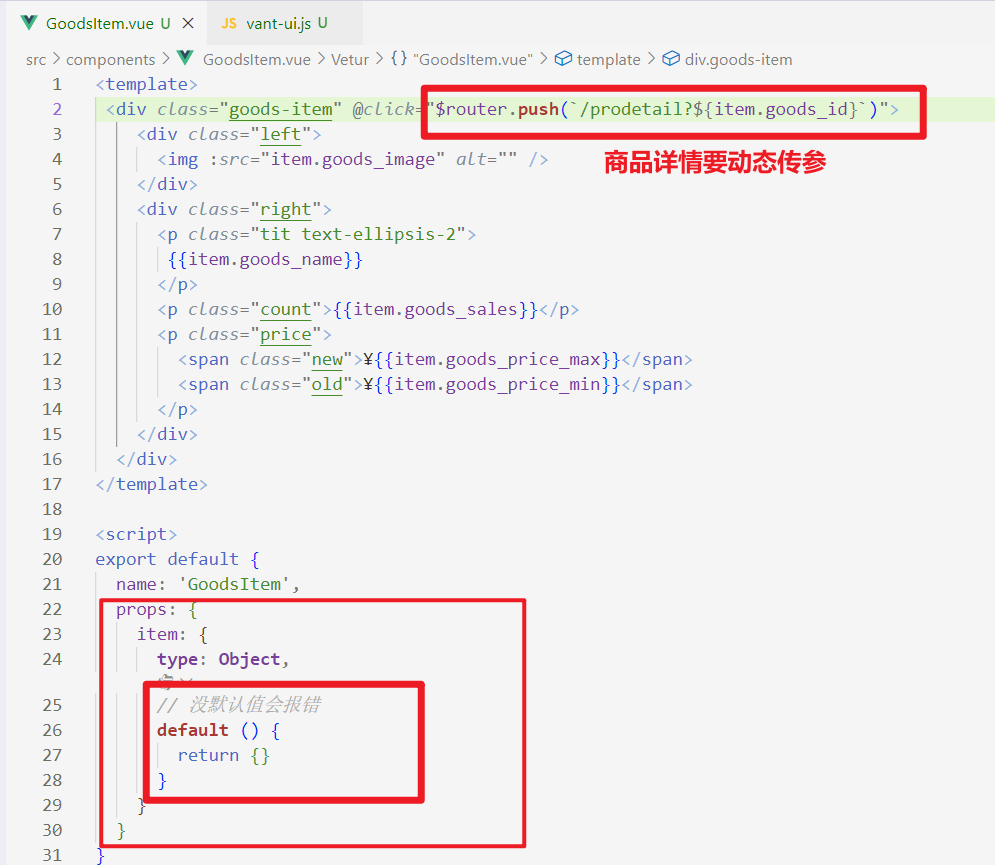 GoodsItem.vue U
JS vant-ui.js U
src > components > GoodsItem.vue > Vetur > {} "GoodsItem.vue" > template > div.goods-item
1 <template>
2 <div class="goods-item" @click="$router.push(`/prodetail?${item.goods_id}`)">
3 <div class="left">
商品详情要动态传参
4 <img :src="item.goods_image" alt="" />
5 </div>
6 <div class="right">
7 <p class="tit text-ellipsis-2">
8 {{item.goods_name}}
9 </p>
10 <p class="count">{{item.goods_sales}}</p>
11 <p class="price">
12 <span class="new">¥{{item.goods_price_max}}</span>
13 <span class="old">¥{{item.goods_price_min}}</span>
14 </p>
15 </div>
16 </div>
17 </template>
18
19 <script>
20 export default {
21 name: 'GoodsItem',
22 props: {
23 item: {
24 type: Object,
25 // 没默认值会报错
26 default () {
27 return {}
28 }
29 }
30 }
31 }